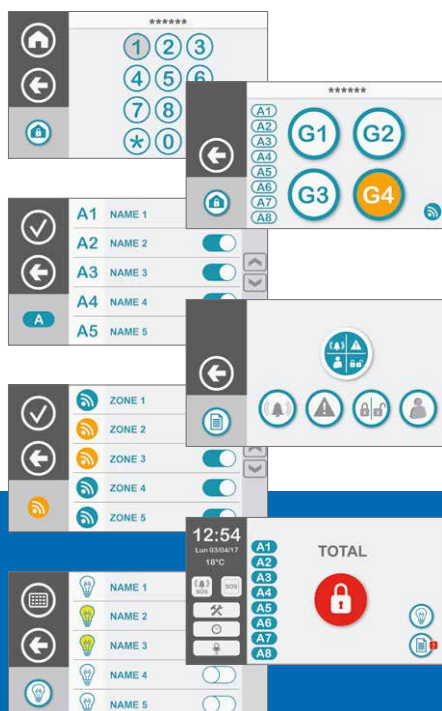 ******
1 2 3
4 5 6
7 8
* 0
******
A1
A2
A3
A4
A5
A6
A7
A8
G1 G2
G3 G4
A1 NAME 1
A2 NAME 2
A3 NAME 3
A4 NAME 4
A5 NAME 5
A
ZONE 1
ZONE 2
ZONE 3
ZONE 4
ZONE 5
12:54
Lun 03/04/17
18°C
SOS SOS
A1
A2
A3
A4
A5
A6
A7
A8
TOTAL
NAME 1
NAME 2
NAME 3
NAME 4
NAME 5